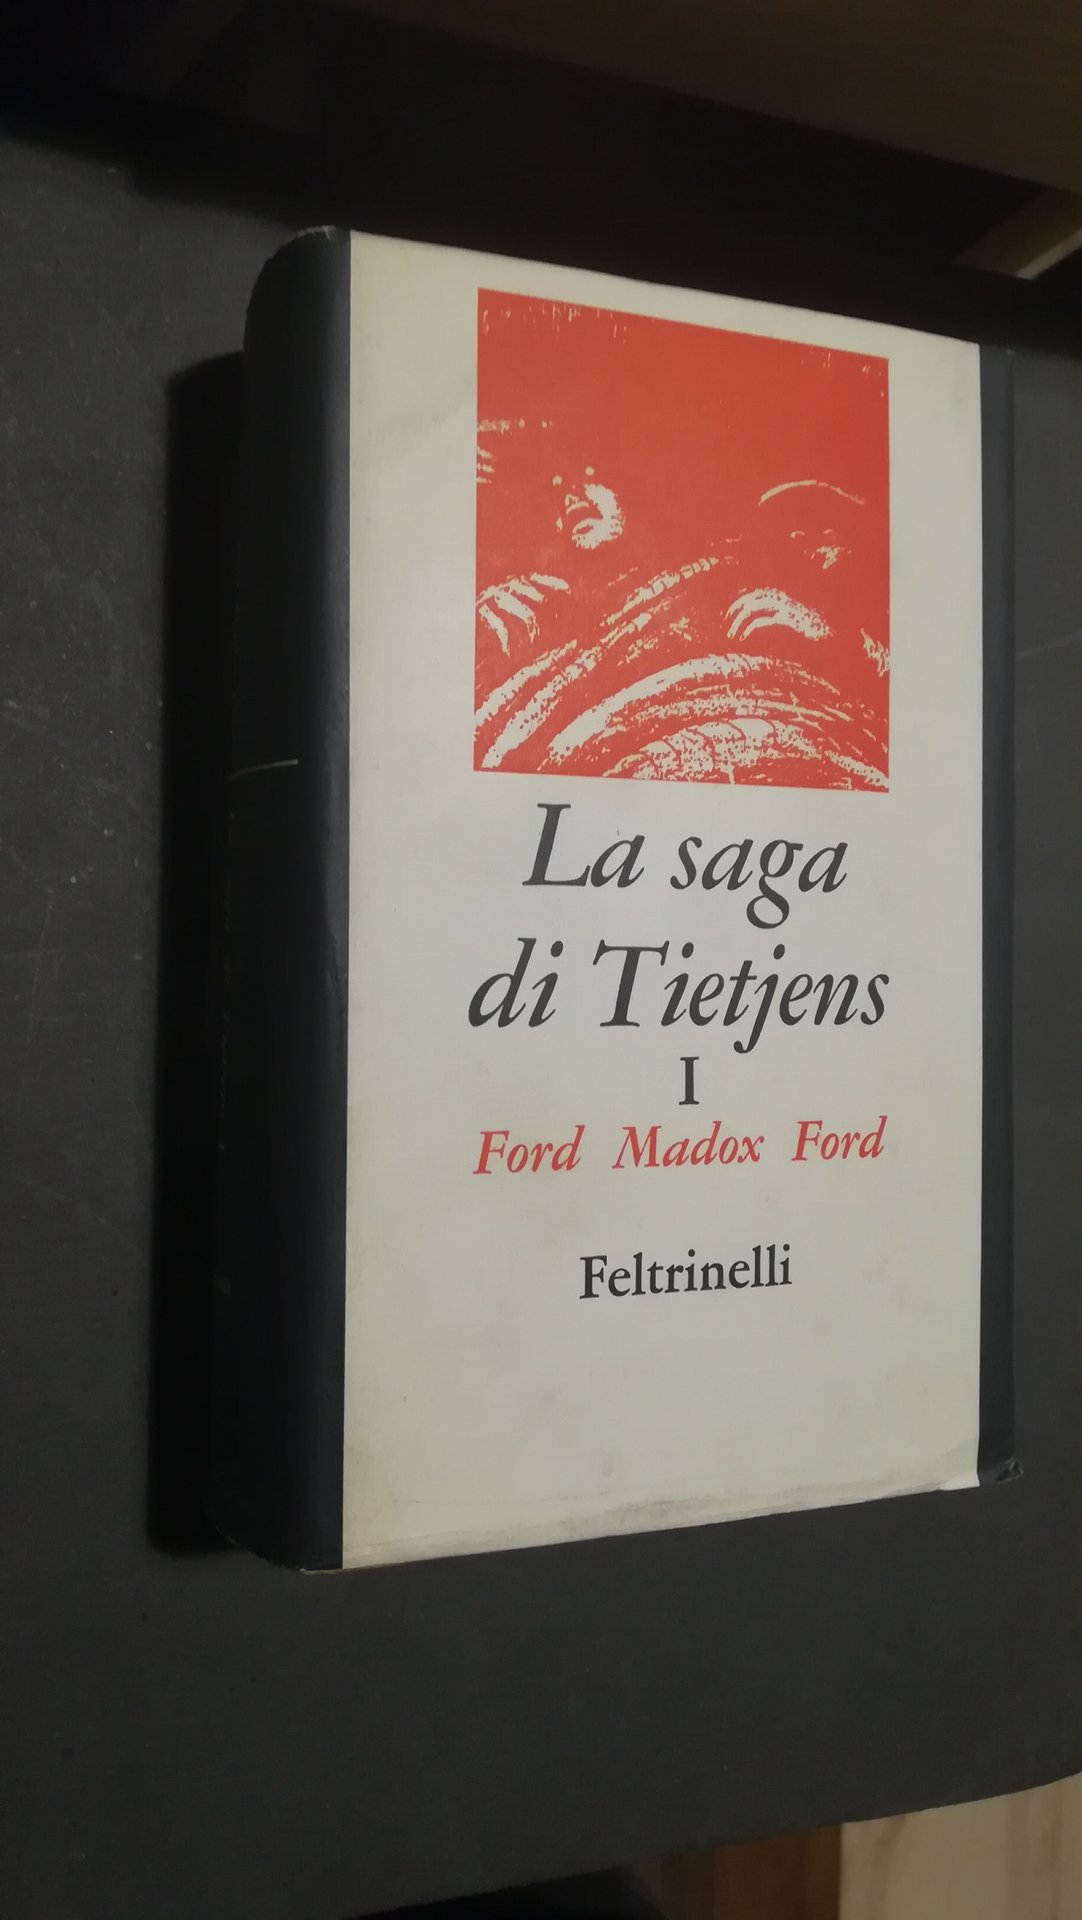 La saga
di Tietjens
I
Ford Madox Ford
Feltrinelli